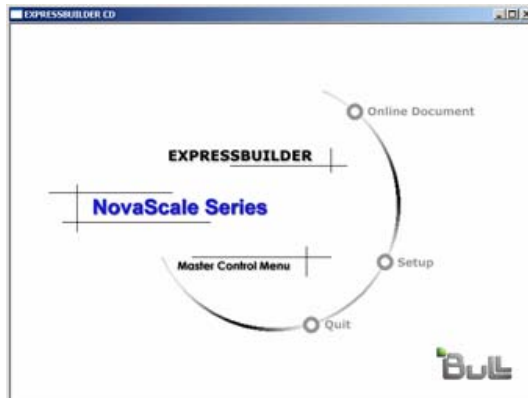 EXPRESSBUILDER CD
Online Document
EXPRESSBUILDER
NovaScale Series
Master Control Menu
Setup
Quit
Bull